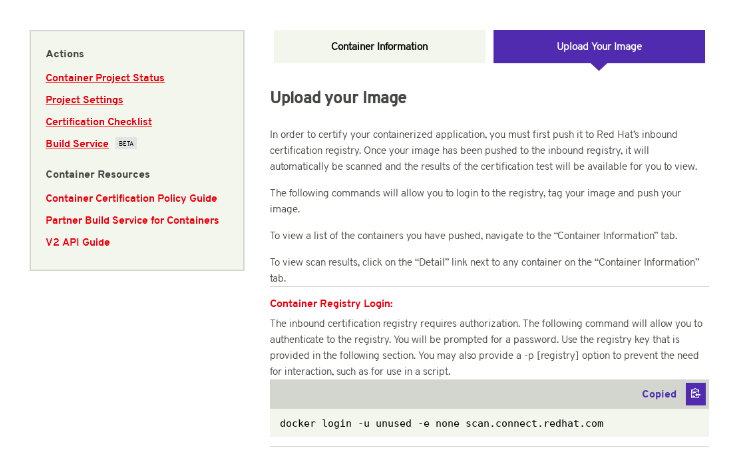 Actions
Container Project Status
Project Settings
Certification Checklist
Build Service BETA
Container Resources
Container Certification Policy Guide
Partner Build Service for Containers
V2 API Guide
Container Information
Upload Your Image
Upload your Image
In order to certify your containerized application, you must first push it to Red Hat’s inbound
certification registry. Once your image has been pushed to the inbound registry, it will
automatically be scanned and the results of the certification test will be available for you to view.
The following commands will allow you to login to the registry, tag your image and push your
image.
To view a list of the containers you have pushed, navigate to the “Container Information” tab.
To view scan results, click on the “Detail” link next to any container on the “Container Information”
tab.
Container Registry Login:
The inbound certification registry requires authorization. The following command will allow you to
authenticate to the registry. You will be prompted for a password. Use the registry key that is
provided in the following section. You may also provide a -p [registry] option to prevent the need
for interaction, such as for use in a script.
Copied
docker login -u unused -e none scan.connect.redhat.com